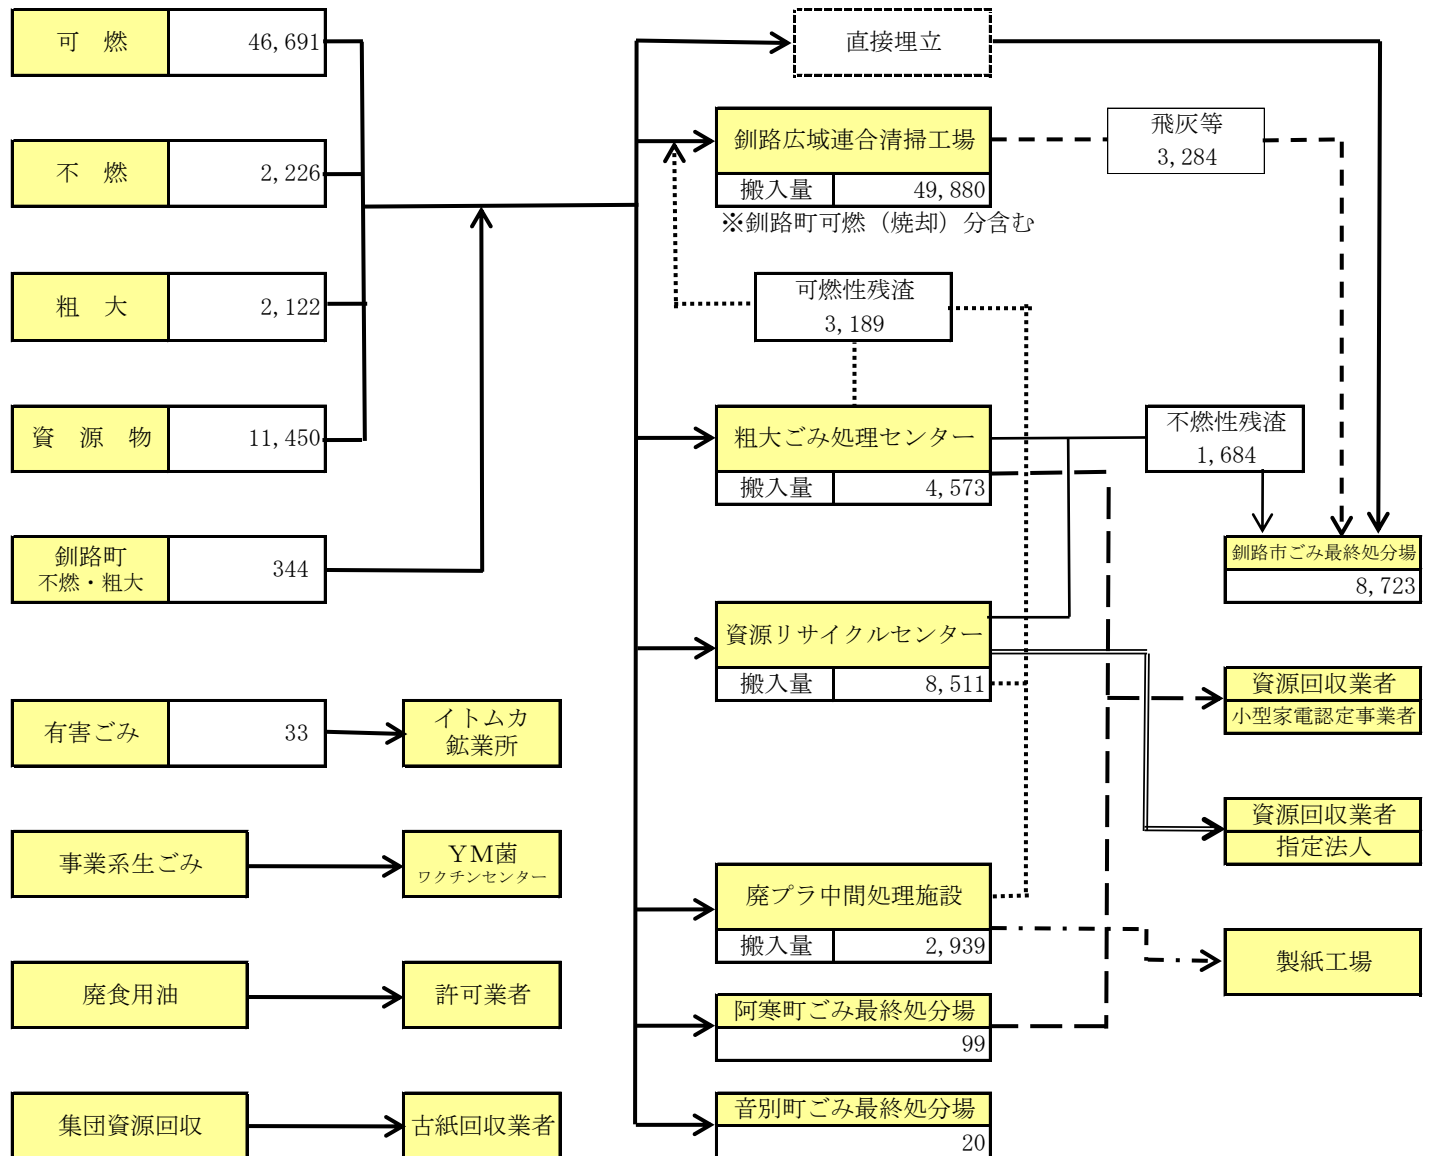 可　燃
46,691
不　燃
2,226
粗　大
2,122
資　源　物
11,450
釧路町
不燃・粗大
344
有害ごみ
33
イトムカ
鉱業所
事業系生ごみ
ＹＭ菌
ワクチンセンター
廃食用油
許可業者
集団資源回収
古紙回収業者
直接埋立
釧路広域連合清掃工場
搬入量
49,880
※釧路町可燃（焼却）分含む
飛灰等
3,284
可燃性残渣
3,189
粗大ごみ処理センター
搬入量
4,573
不燃性残渣
1,684
釧路市ごみ最終処分場
8,723
資源リサイクルセンター
搬入量
8,511
資源回収業者
小型家電認定事業者
資源回収業者
指定法人
廃プラ中間処理施設
搬入量
2,939
製紙工場
阿寒町ごみ最終処分場
99
音別町ごみ最終処分場
20